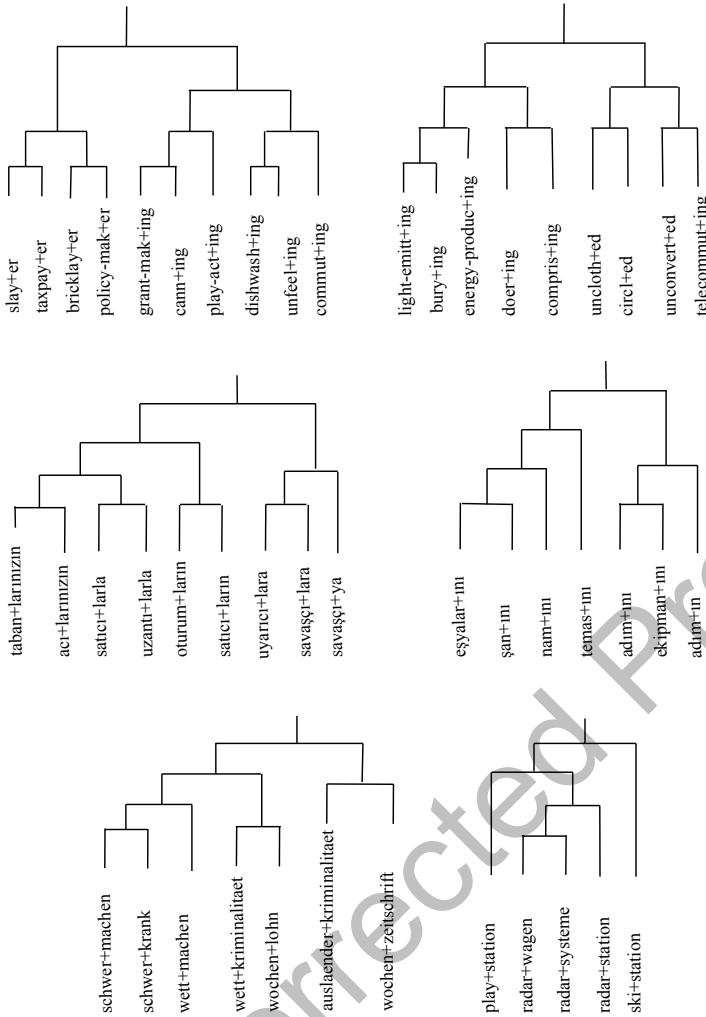 slay+er
taxpay+er
bricklay+er
policy-mak+er
grant-mak+ing
cann+ing
play-act+ing
dishwash+ing
unfeel+ing
commut+ing
light-emitt+ing
bury+ing
energy-produc+ing
doer+ing
compris+ing
uncloth+ed
circl+ed
unconvert+ed
telecommut+ing
taban+larınızın
acı+larınızın
satıcı+larla
uzantı+larla
oturum+ların
satıcı+ların
uyarıcı+lara
savaşçı+lara
savaşçı+ya
eşyalar+ını
şan+ını
nam+ını
temas+ını
adım+ını
ekipman+ını
adım+ın
schwer+machen
schwer+krank
wett+machen
wett+kriminalitaet
wochen+lohn
auslaender+kriminalitaet
wochen+zeitschrift
play+station
radar+wagen
radar+systeme
radar+station
ski+station